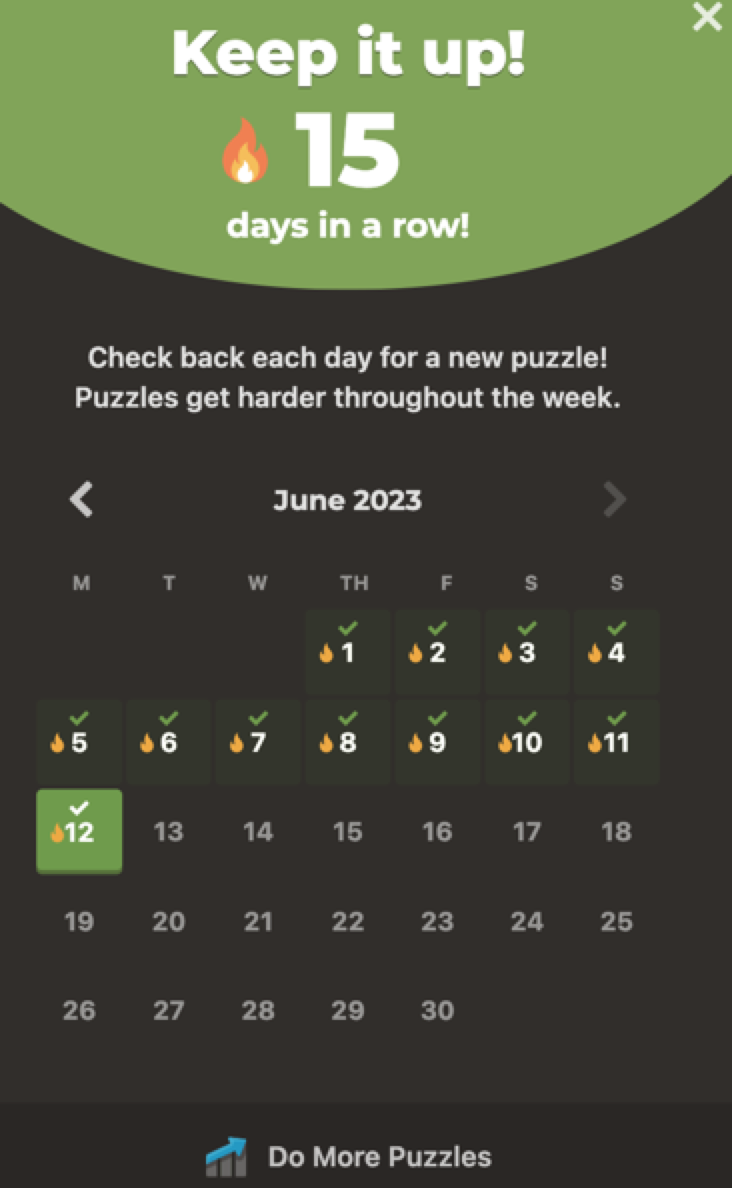 Keep it up!
15
days in a row!
Check back each day for a new puzzle!
Puzzles get harder throughout the week.
June 2023
M T W TH F S S
1 2 3 4
5 6 7 8 9 10 11
12 13 14 15 16 17 18
19 20 21 22 23 24 25
26 27 28 29 30
Do More Puzzles